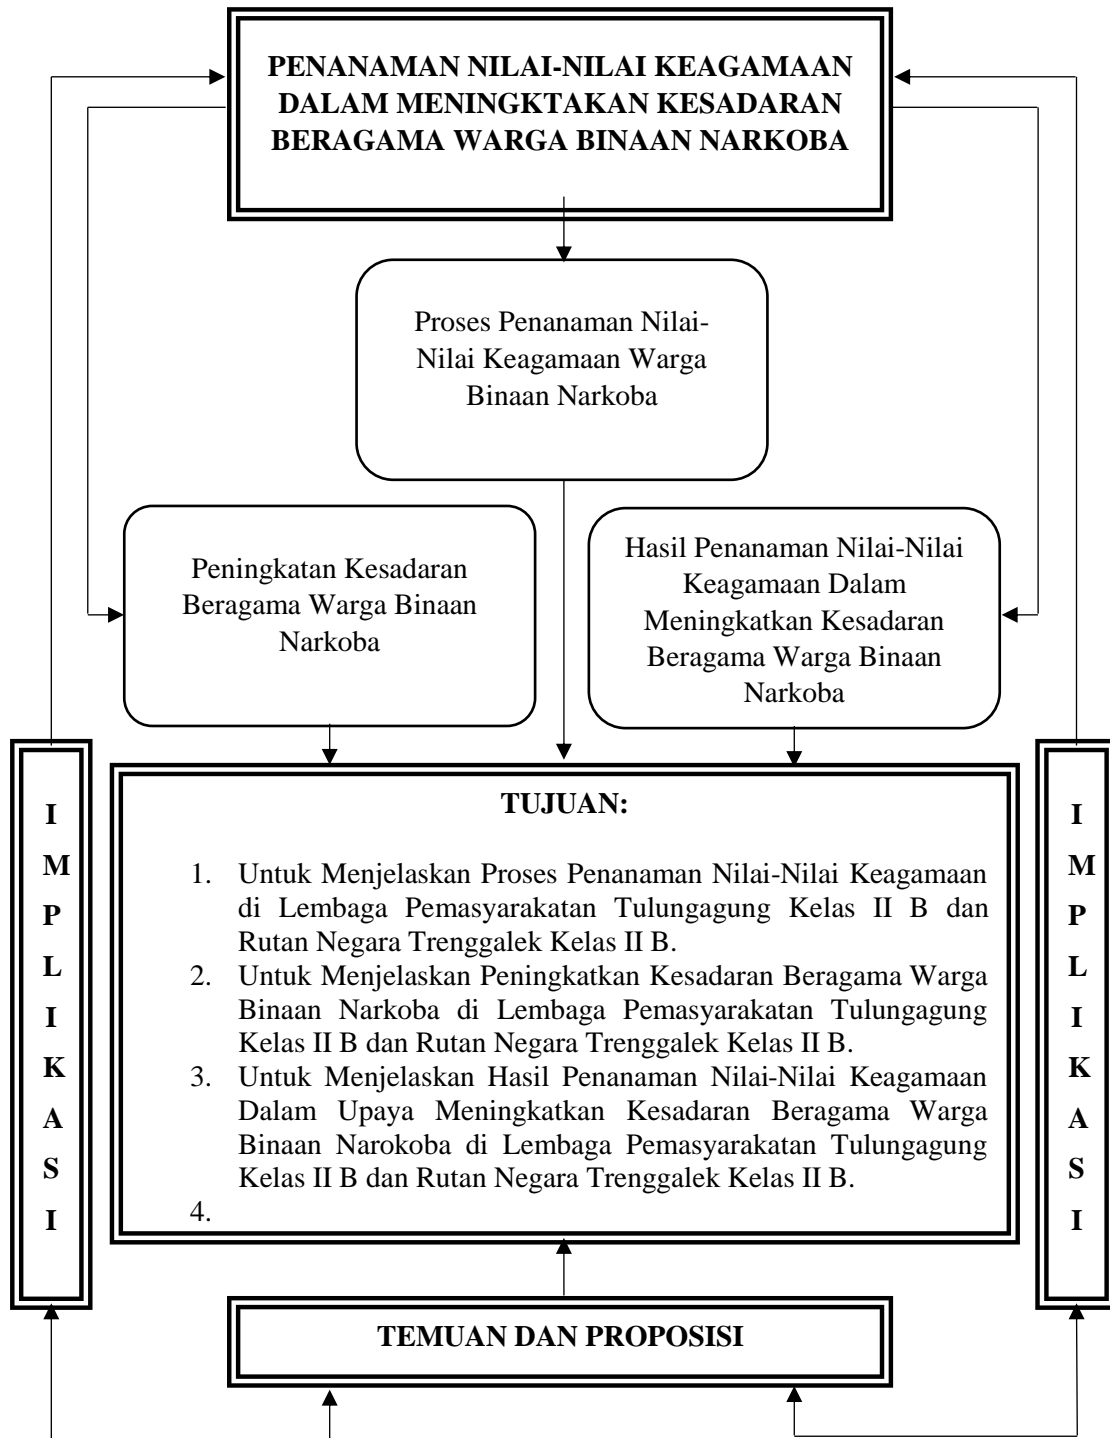 PENANAMAN NILAI-NILAI KEAGAMAAN
DALAM MENINGKTAKAN KESADARAN
BERAGAMA WARGA BINAAN NARKOBA
Proses Penanaman Nilai-
Nilai Keagamaan Warga
Binaan Narkoba
Peningkatan Kesadaran
Beragama Warga Binaan
Narkoba
Hasil Penanaman Nilai-Nilai
Keagamaan Dalam
Meningkatkan Kesadaran
Beragama Warga Binaan
Narkoba
I
M
P
L
I
K
A
S
I
TUJUAN:
1. Untuk Menjelaskan Proses Penanaman Nilai-Nilai Keagamaan
di Lembaga Pemasyarakatan Tulungagung Kelas II B dan
Rutan Negara Trenggalek Kelas II B.
2. Untuk Menjelaskan Peningkatkan Kesadaran Beragama Warga
Binaan Narkoba di Lembaga Pemasyarakatan Tulungagung
Kelas II B dan Rutan Negara Trenggalek Kelas II B.
3. Untuk Menjelaskan Hasil Penanaman Nilai-Nilai Keagamaan
Dalam Upaya Meningkatkan Kesadaran Beragama Warga
Binaan Narokoba di Lembaga Pemasyarakatan Tulungagung
Kelas II B dan Rutan Negara Trenggalek Kelas II B.
4.
I
M
P
L
I
K
A
S
I
TEMUAN DAN PROPOSISI